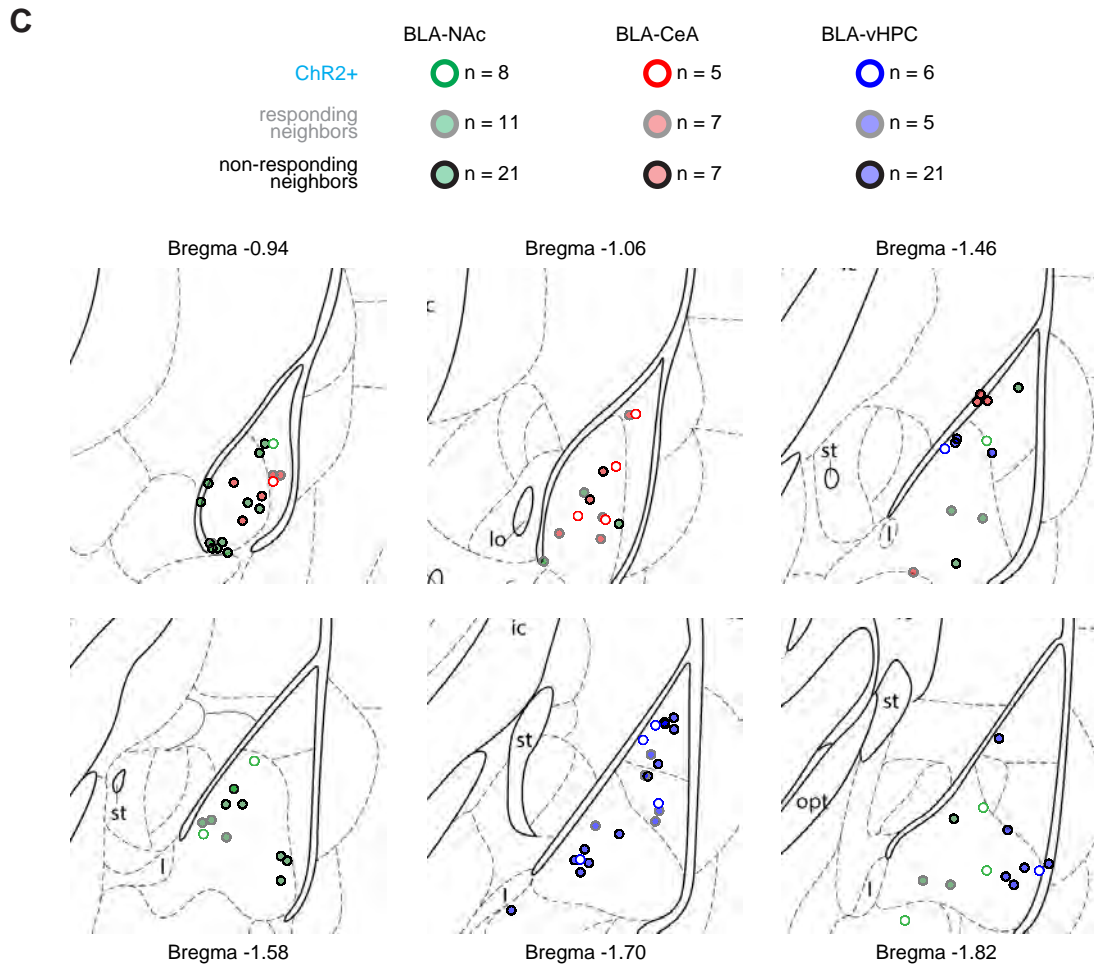 C
BLA-NAc BLA-CeA BLA-vHPC
ChR2+ n = 8 n = 5 n = 6
responding
neighbors n = 11 n = 7 n = 5
non-responding
neighbors n = 21 n = 7 n = 21
Bregma -0.94 Bregma -1.06 Bregma -1.46
c
st
lo
l
ic
st
st
opt
st
l
l
l
Bregma -1.58 Bregma -1.70 Bregma -1.82